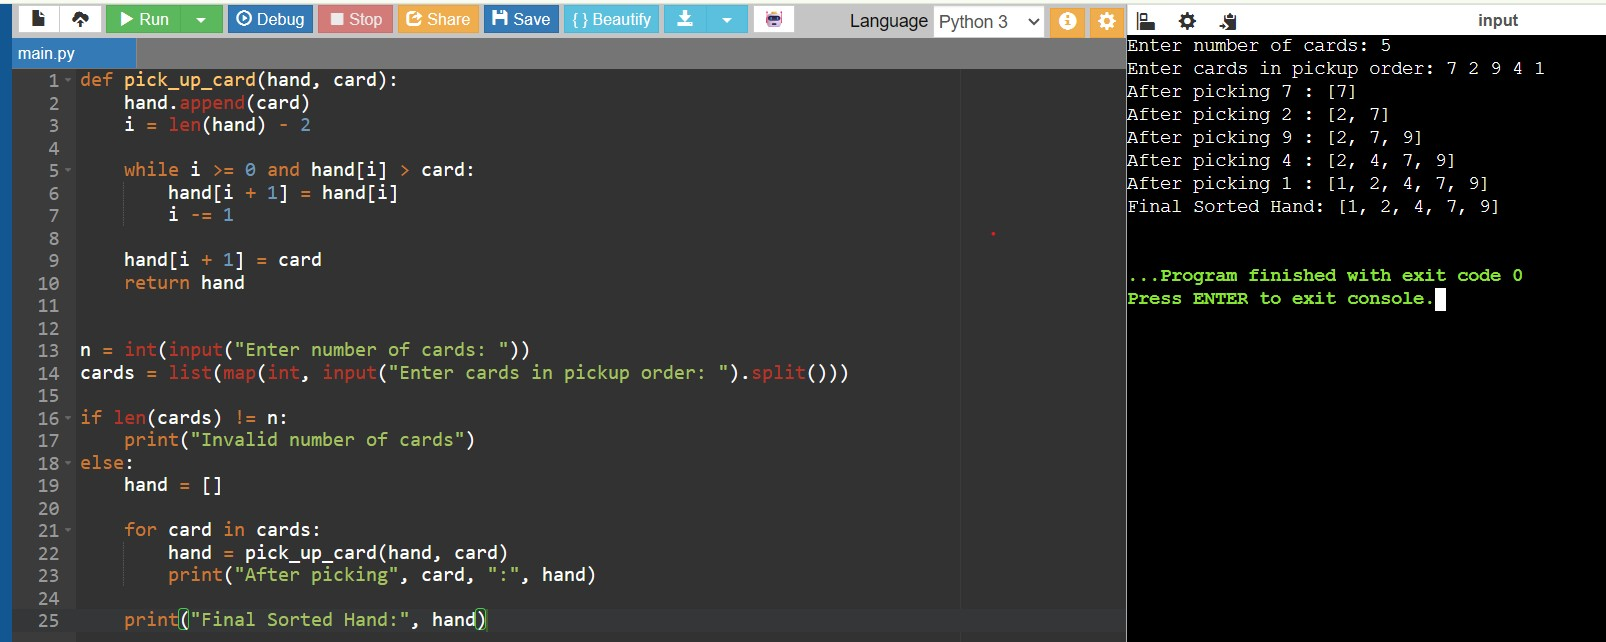 Run Debug Stop Share Save { } Beautify Language Python 3 input
main.py
1 def pick_up_card(hand, card):
2 hand.append(card)
3 i = len(hand) - 2
4
5 while i >= 0 and hand[i] > card:
6 hand[i + 1] = hand[i]
7 i -= 1
8
9 hand[i + 1] = card
10 return hand
11
12
13 n = int(input("Enter number of cards: "))
14 cards = list(map(int, input("Enter cards in pickup order: ").split()))
15
16 if len(cards) != n:
17 print("Invalid number of cards")
18 else:
19 hand = []
20
21 for card in cards:
22 hand = pick_up_card(hand, card)
23 print("After picking", card, ":", hand)
24
25 print("Final Sorted Hand:", hand)
Enter number of cards: 5
Enter cards in pickup order: 7 2 9 4 1
After picking 7 : [7]
After picking 2 : [2, 7]
After picking 9 : [2, 7, 9]
After picking 4 : [2, 4, 7, 9]
After picking 1 : [1, 2, 4, 7, 9]
Final Sorted Hand: [1, 2, 4, 7, 9]
...Program finished with exit code 0
Press ENTER to exit console.